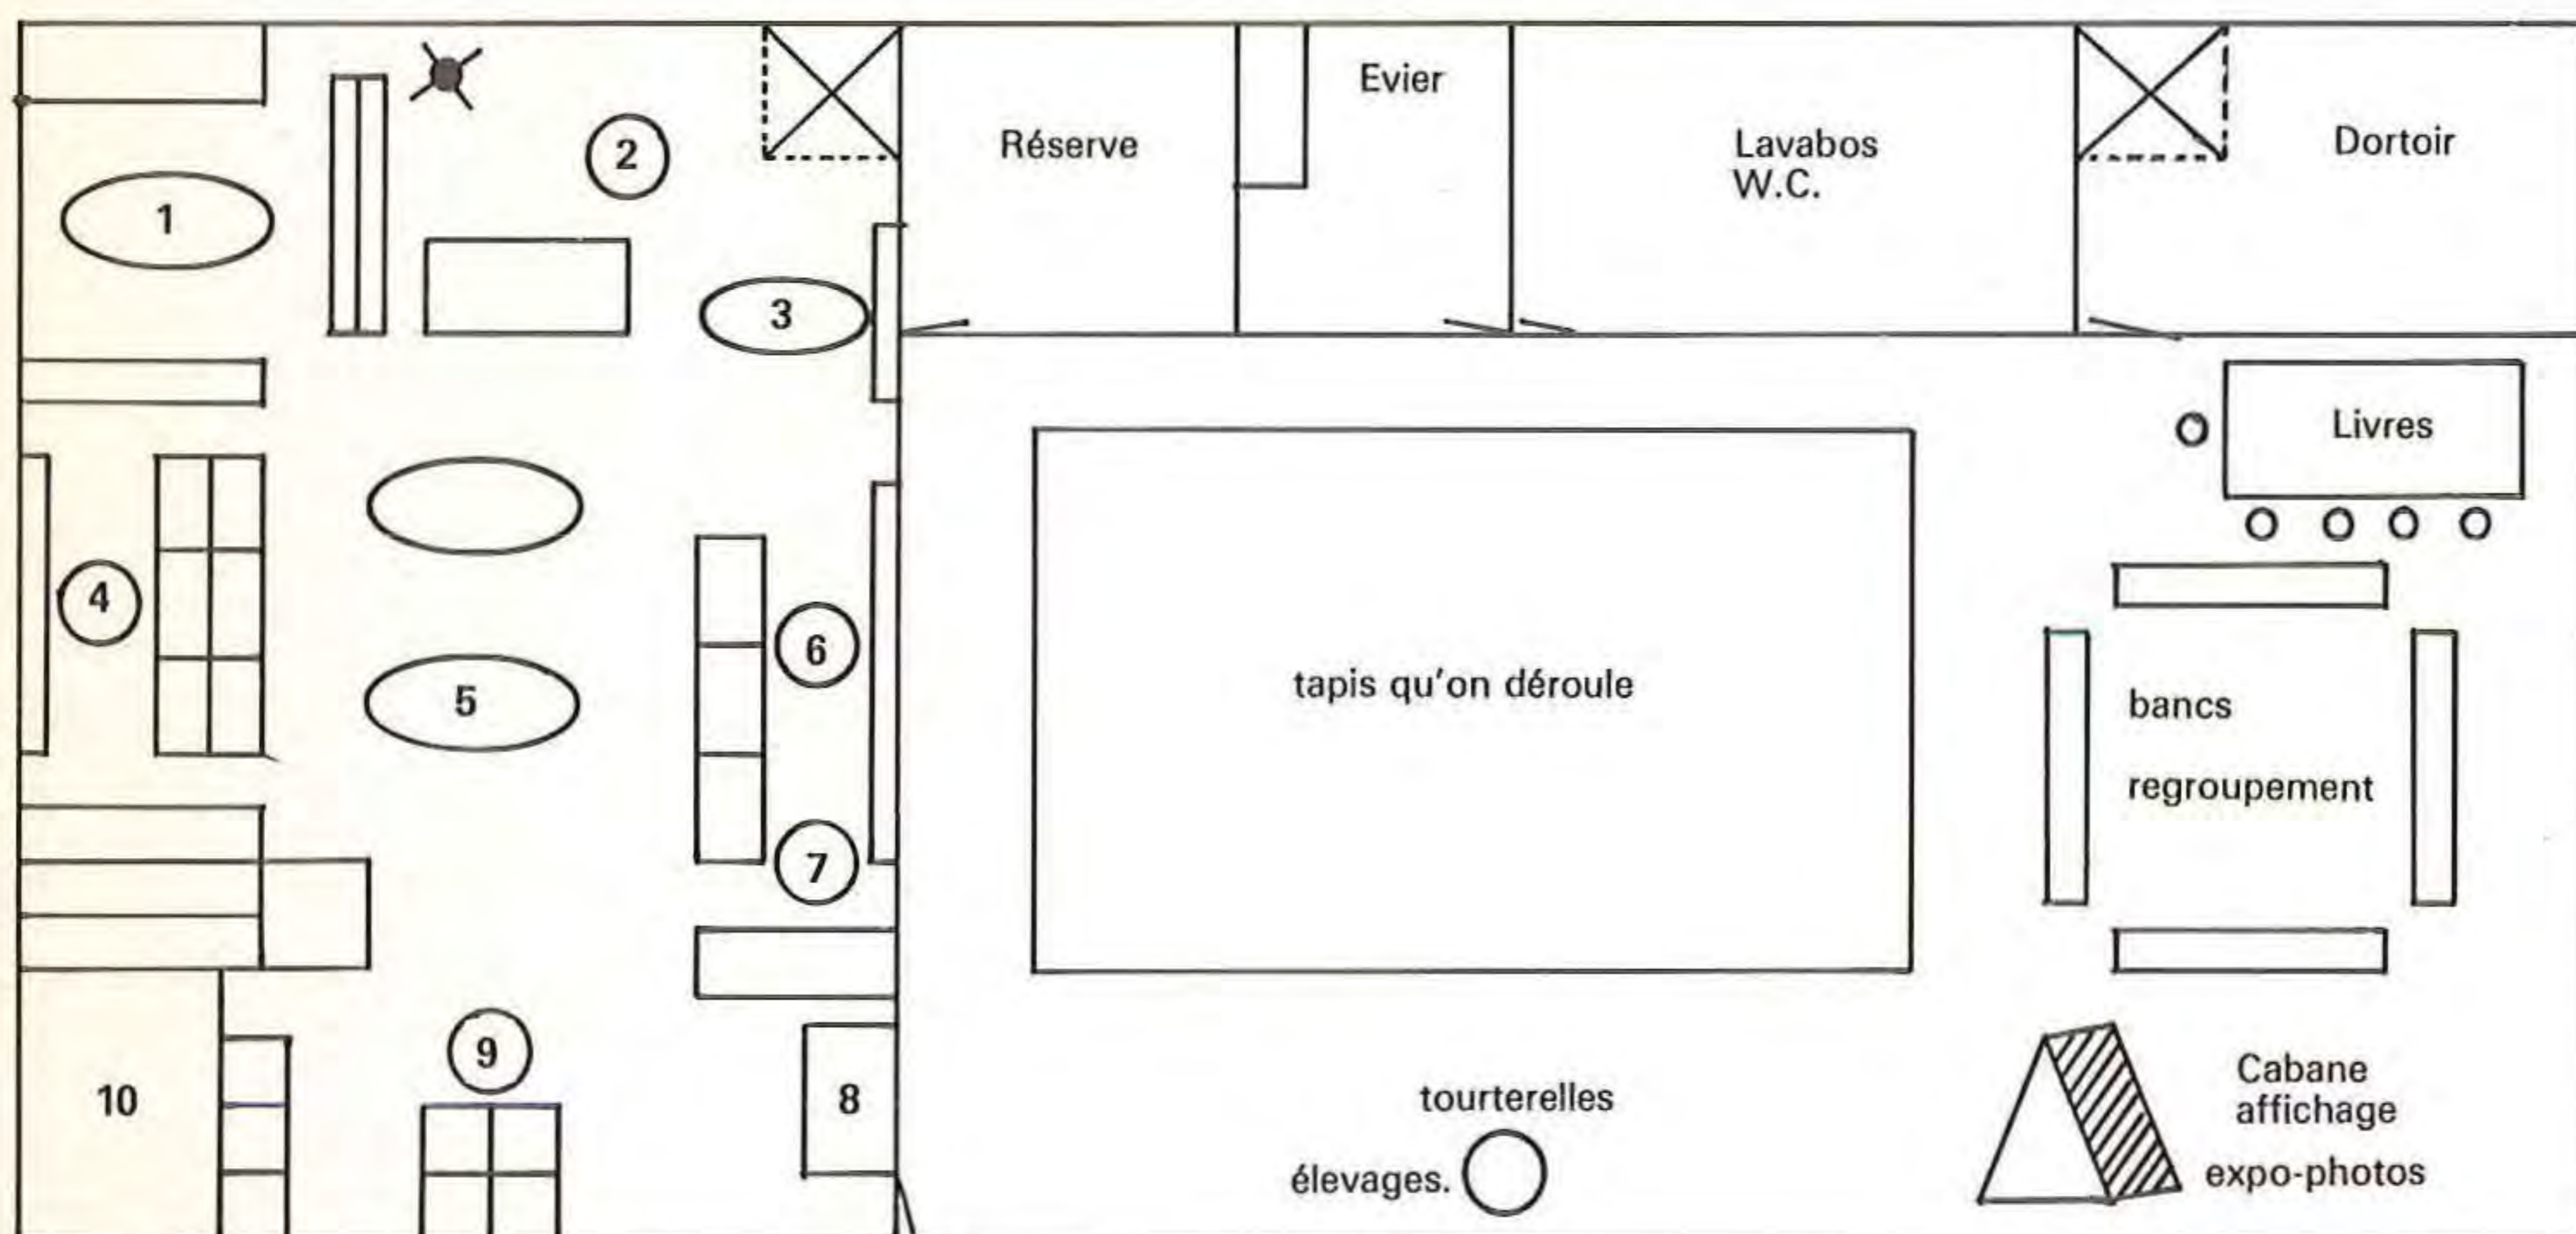 1
2
3
4
5
6
7
8
9
10
Réserve
Evier
Lavabos
W.C.
Dortoir
Livres
tapis qu'on déroule
bancs
regroupement
tourterelles
élevages.
Cabane
affichage
expo-photos